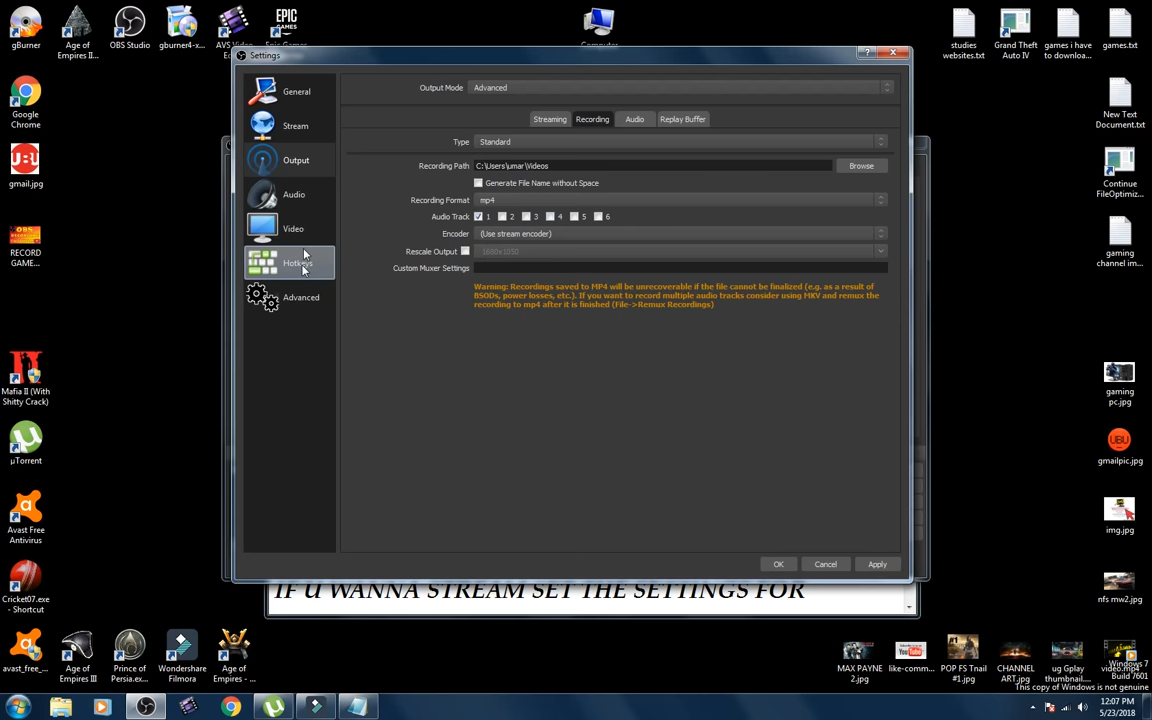 gBurner
Age of
Empires II...
OBS Studio
gburner4-x...
AVS Video
Ed
EPIC
GAMES
Epic Games
Computer
studies
websites.txt
Grand Theft
Auto IV
games i have
to downloa...
games.txt
Settings
General
Stream
Output
Audio
Video
Hotkeys
Advanced
Output Mode
Advanced
Streaming
Recording
Audio
Replay Buffer
Type
Standard
Recording Path
C:\Users\umar\Videos
Browse
Generate File Name without Space
Recording Format
mp4
Audio Track
1
2
3
4
5
6
Encoder
(Use stream encoder)
Rescale Output
1680x1050
Custom Muxer Settings
Warning: Recordings saved to MP4 will be unrecoverable if the file cannot be finalized (e.g. as a result of
BSODs, power losses, etc.). If you want to record multiple audio tracks consider using MKV and remux the
recording to mp4 after it is finished (File->Remux Recordings)
OK
Cancel
Apply
Google
Chrome
UBU
gmail.jpg
OBS
RECORD
GAME...
Mafia II (With
Shitty Crack)
µTorrent
Avast Free
Antivirus
Cricket07.exe
- Shortcut
New Text
Document.txt
Continue
FileOptimiz...
gaming
channel im...
gaming
pc.jpg
UBU
gmailpic.jpg
img.jpg
nfs mw2.jpg
IF U WANNA STREAM SET THE SETTINGS FOR
avast_free_...
Age of
Empires III
Prince of
Persia.exe...
Wondershare
Filmora
Age of
Empires - ...
MAX PAYNE
2.jpg
YouTube
like-comm...
POP FS Tnail
#1.jpg
CHANNEL
ART.jpg
ug Gplay
thumbnail....
video.mp4
Windows 7
Build 7601
This copy of Windows is not genuine
12:07 PM
5/23/2018